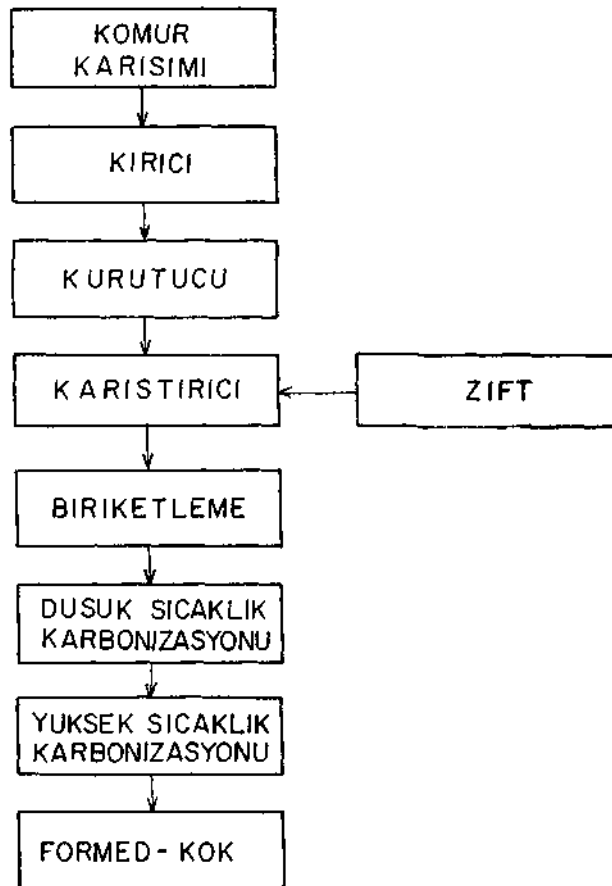 KOMUR
KARISIMI
KIRICI
KURUTUCU
KARISTIRICI
ZIFT
BIRIKETLEME
DUSUK SICAKLIK
KARBONIZASYONU
YUKSEK SICAKLIK
KARBONIZASYONU
FORMED-KOK